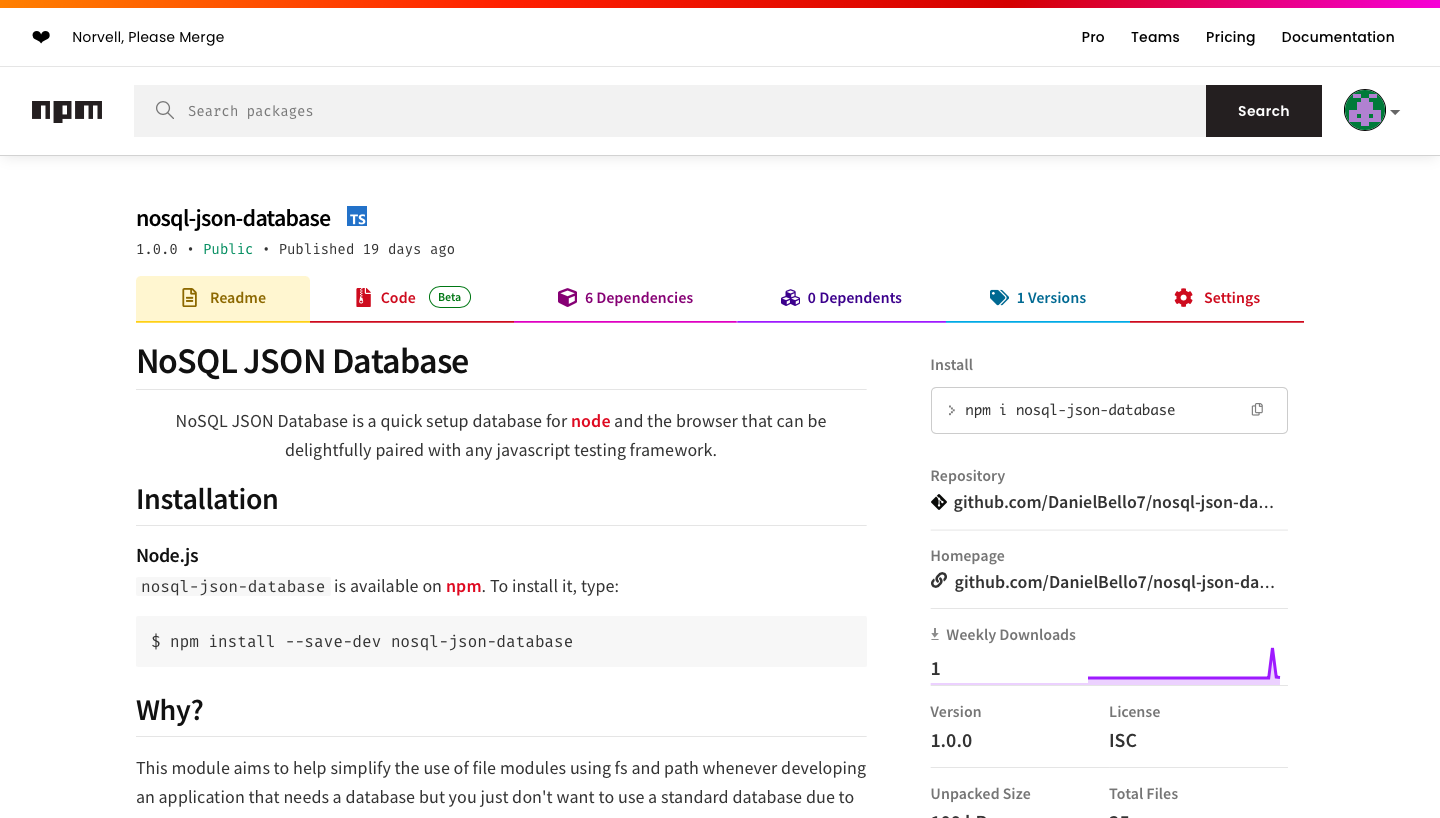 Norvell, Please Merge
Pro Teams Pricing Documentation
npm
Search packages
Search
nosql-json-database TS
1.0.0 • Public • Published 19 days ago
Readme
Code Beta
6 Dependencies
0 Dependents
1 Versions
Settings
NoSQL JSON Database
NoSQL JSON Database is a quick setup database for node and the browser that can be
delightfully paired with any javascript testing framework.
Installation
Node.js
nosql-json-database is available on npm. To install it, type:
$ npm install --save-dev nosql-json-database
Why?
This module aims to help simplify the use of file modules using fs and path whenever developing
an application that needs a database but you just don't want to use a standard database due to
Install
> npm i nosql-json-database
Repository
github.com/DanielBello7/nosql-json-da...
Homepage
github.com/DanielBello7/nosql-json-da...
Weekly Downloads
1
Version License
1.0.0 ISC
Unpacked Size Total Files